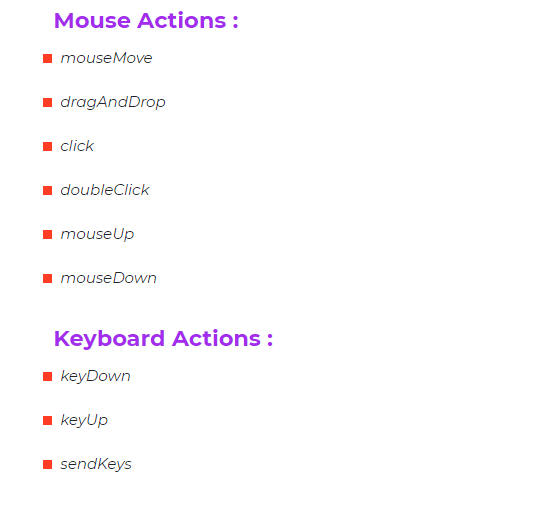 Mouse Actions :
mouseMove
dragAndDrop
click
doubleClick
mouseUp
mouseDown
Keyboard Actions :
keyDown
keyUp
sendKeys